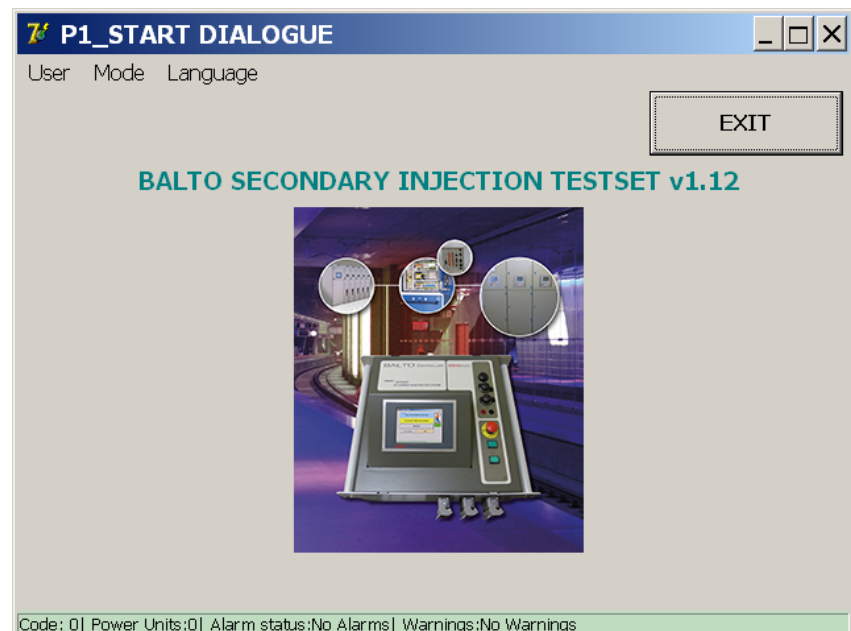 P1_START DIALOGUE
User Mode Language
EXIT
BALTO SECONDARY INJECTION TESTSET v1.12
BALTO
Code: 0| Power Units:0| Alarm status:No Alarms| Warnings:No Warnings